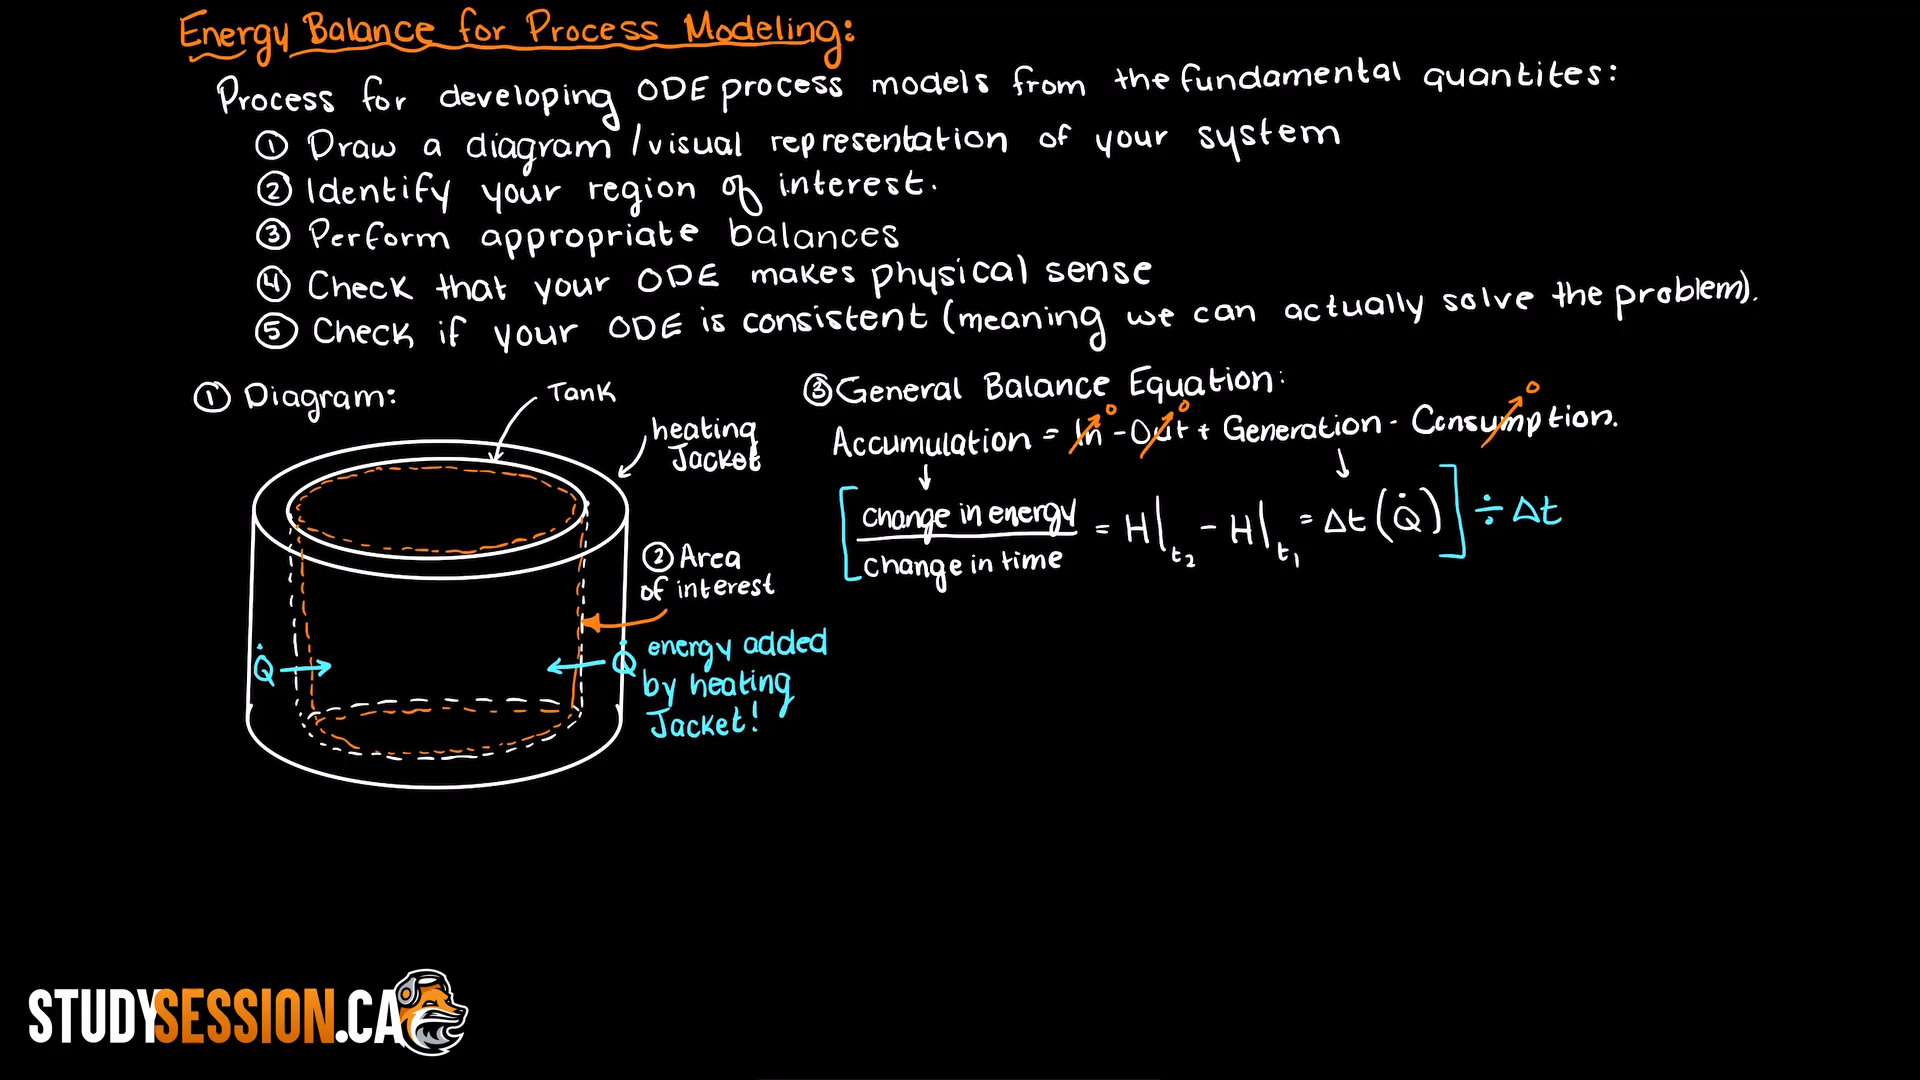 Energy Balance for Process Modeling:
Process for developing ODE process models from the fundamental quantites:
① Draw a diagram /visual representation of your system
② Identify your region of interest.
③ Perform appropriate balances
④ Check that your ODE makes physical sense
⑤ Check if your ODE is consistent (meaning we can actually solve the problem).
① Diagram:
Tank
heating
Jacket
② Area
of interest
Q̇
Q̇ energy added
by heating
Jacket!
③ General Balance Equation:
Accumulation = In - Out + Generation - Consumption.
0 0 0
[change in energy / change in time = H|t₂ - H|t₁ = Δt (Q̇)] ÷ Δt
STUDYSESSION.CA